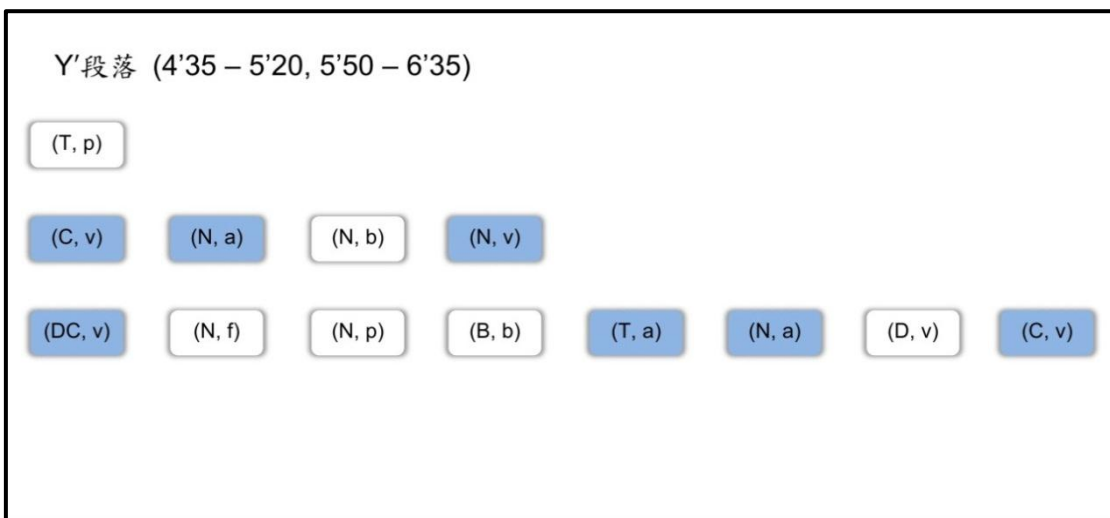 Y′段落 (4’35 – 5’20, 5’50 – 6’35)
(T, p)
(C, v) (N, a) (N, b) (N, v)
(DC, v) (N, f) (N, p) (B, b) (T, a) (N, a) (D, v) (C, v)